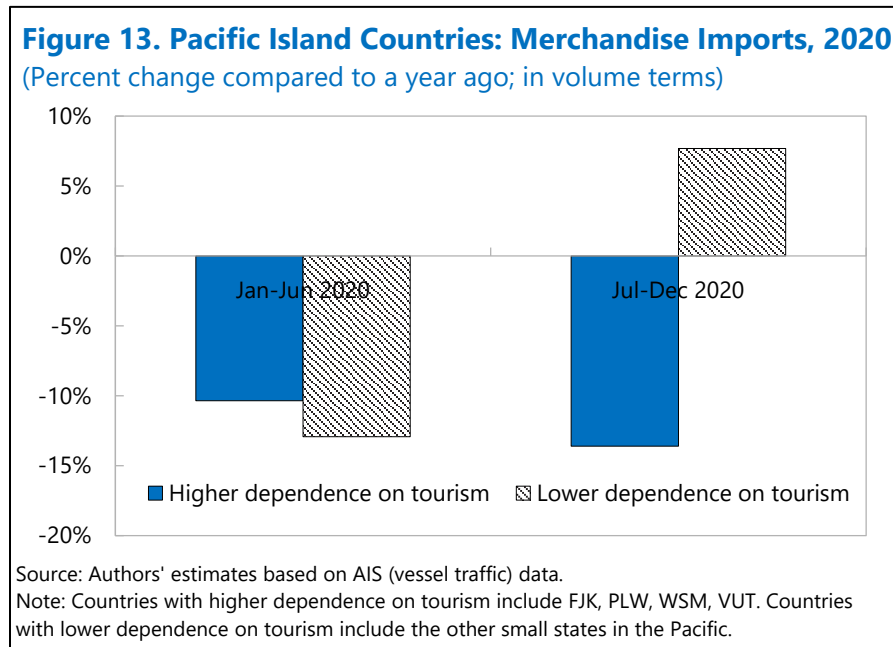 Figure 13. Pacific Island Countries: Merchandise Imports, 2020
(Percent change compared to a year ago; in volume terms)
10%
5%
0%
Jan-Jun 2020 Jul-Dec 2020
-5%
-10%
-15%
Higher dependence on tourism Lower dependence on tourism
-20%
Source: Authors' estimates based on AIS (vessel traffic) data.
Note: Countries with higher dependence on tourism include FJK, PLW, WSM, VUT. Countries
with lower dependence on tourism include the other small states in the Pacific.